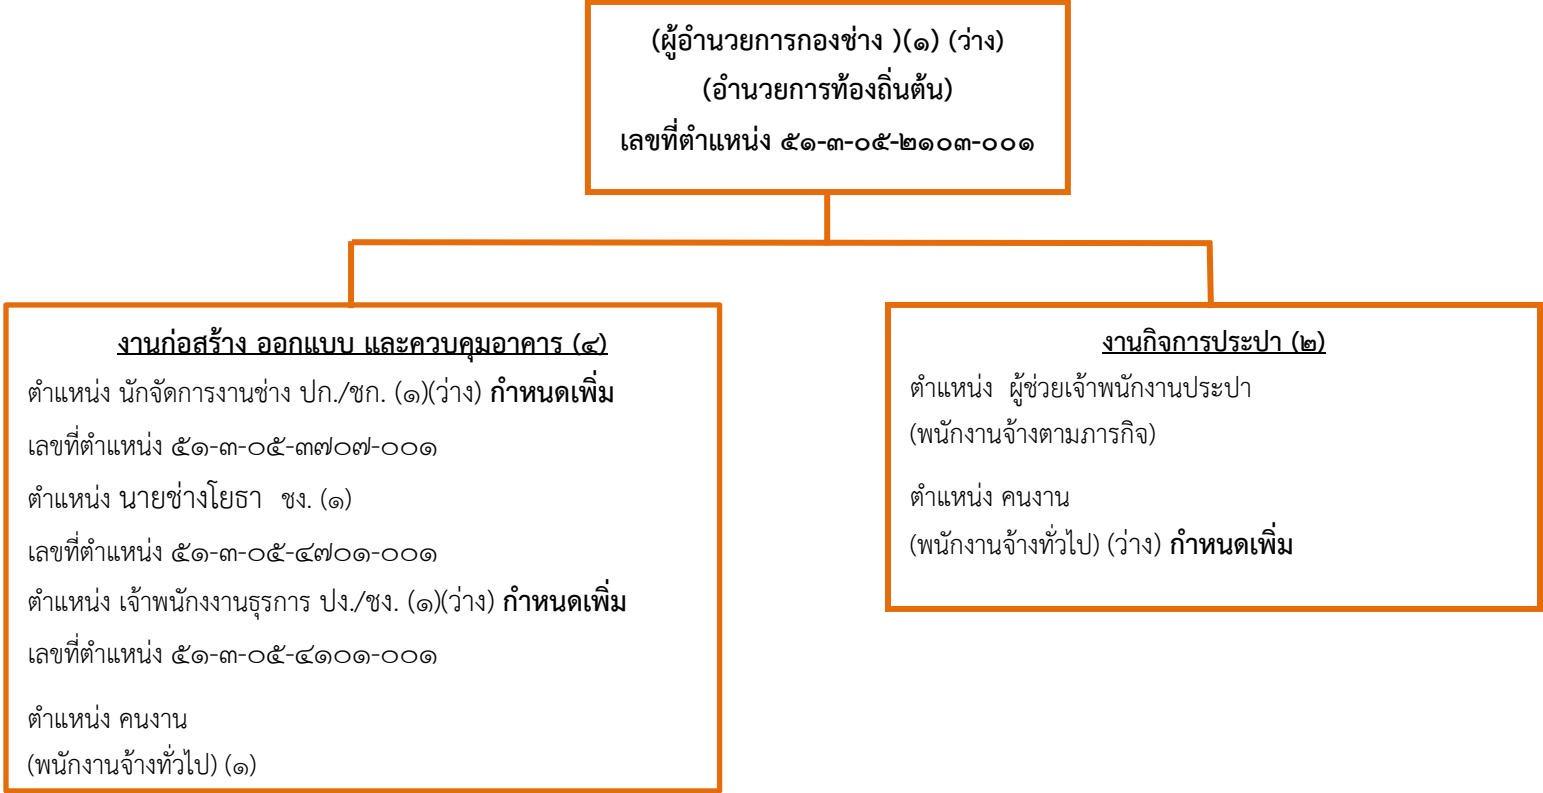 (ผู้อำนวยการกองช่าง )(๑) (ว่าง)
(อำนวยการท้องถิ่นต้น)
เลขที่ตำแหน่ง ๕๑-๓-๐๕-๒๑๐๓-๐๐๑
งานก่อสร้าง ออกแบบ และควบคุมอาคาร (๔)
ตำแหน่ง นักจัดการงานช่าง ปก./ชก. (๑)(ว่าง) กำหนดเพิ่ม
เลขที่ตำแหน่ง ๕๑-๓-๐๕-๓๗๐๗-๐๐๑
ตำแหน่ง นายช่างโยธา ชง. (๑)
เลขที่ตำแหน่ง ๕๑-๓-๐๕-๔๗๐๑-๐๐๑
ตำแหน่ง เจ้าพนักงงานธุรการ ปง./ชง. (๑)(ว่าง) กำหนดเพิ่ม
เลขที่ตำแหน่ง ๕๑-๓-๐๕-๔๑๐๑-๐๐๑
ตำแหน่ง คนงาน
(พนักงานจ้างทั่วไป) (๑)
งานกิจการประปา (๒)
ตำแหน่ง ผู้ช่วยเจ้าพนักงานประปา
(พนักงานจ้างตามภารกิจ)
ตำแหน่ง คนงาน
(พนักงานจ้างทั่วไป) (ว่าง) กำหนดเพิ่ม